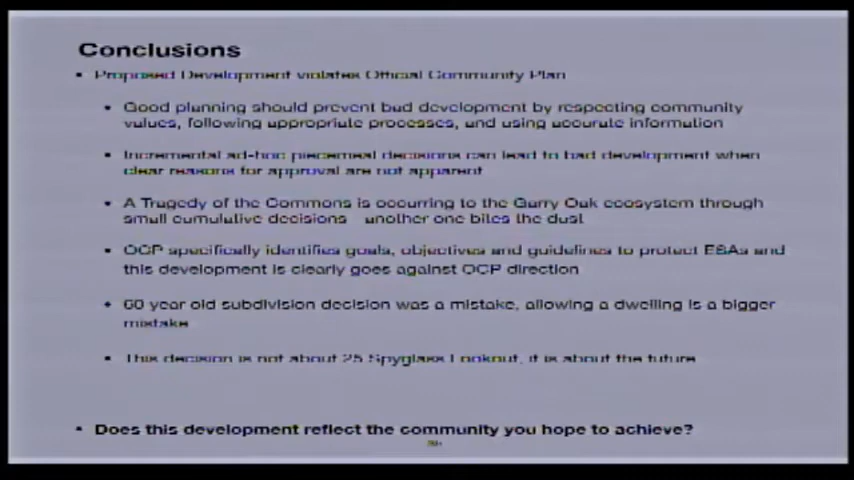 Conclusions
• Proposed Development violates Official Community Plan
• Good planning should prevent bad development by respecting community
values, following appropriate processes, and using accurate information
• Incremental ad-hoc piecemeal decisions can lead to bad development when
clear reasons for approval are not apparent
• A Tragedy of the Commons is occurring to the Garry Oak ecosystem through
small cumulative decisions another one bites the dust
• OCP specifically identifies goals, objectives and guidelines to protect ESAs and
this development is clearly goes against OCP direction
• 60 year old subdivision decision was a mistake, allowing a dwelling is a bigger
mistake
• This decision is not about 25 Spyglass Lookout, it is about the future
• Does this development reflect the community you hope to achieve?